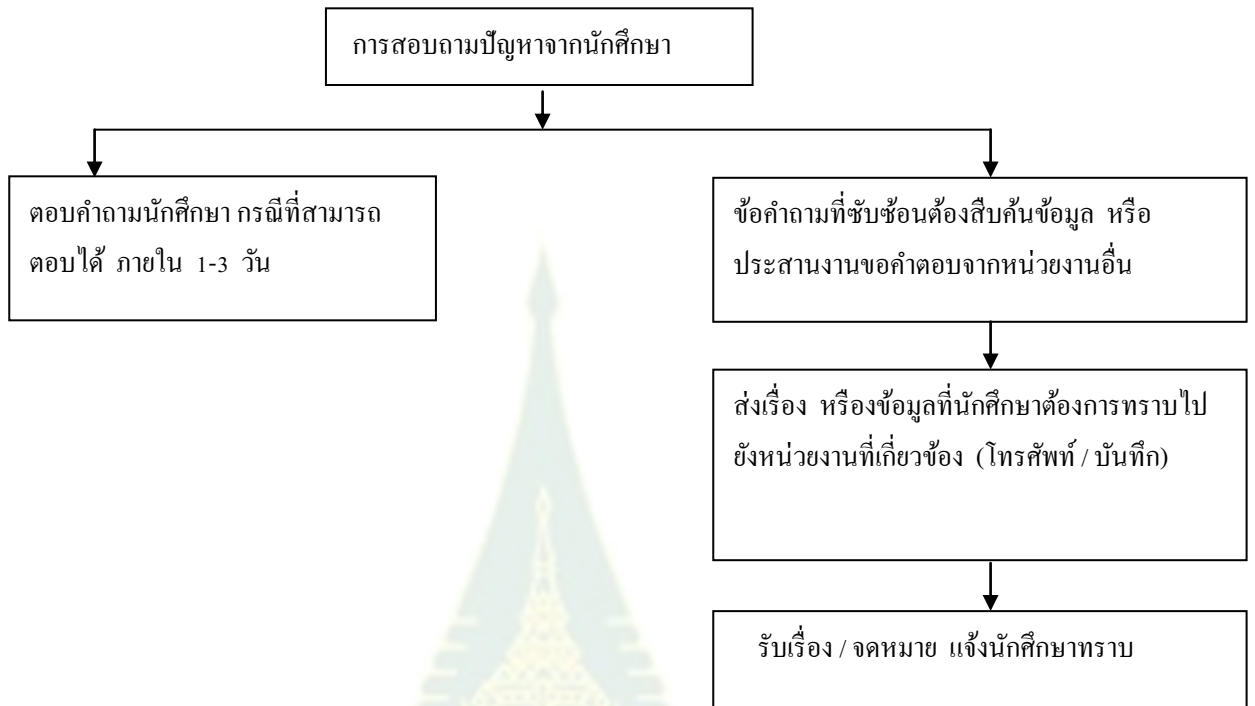 การสอบถามปัญหาจากนักศึกษา
ตอบคำถามนักศึกษา กรณีที่สามารถ
ตอบได้ ภายใน 1-3 วัน
ข้อคำถามที่ซับซ้อนต้องสืบค้นข้อมูล หรือ
ประสานงานขอคำตอบจากหน่วยงานอื่น
ส่งเรื่อง หรืองข้อมูลที่นักศึกษาต้องการทราบไป
ยังหน่วยงานที่เกี่ยวข้อง (โทรศัพท์ / บันทึก)
รับเรื่อง / จดหมาย แจ้งนักศึกษาทราบ